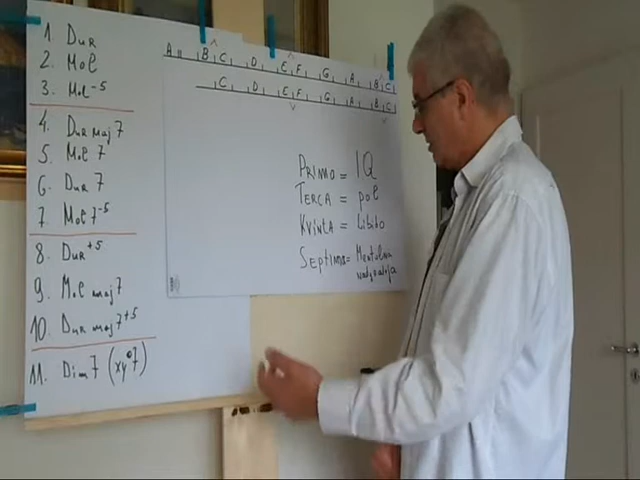 1 Dur
2. Mol
3. Mol-5
4. Dur maj 7
5. Mol 7
6. Dur 7
7. Mol 7-5
8. Dur+5
9. Mol maj 7
10. Dur maj 7+5
11. Dim 7 (xy°7)
A H B C D E F G A B C
C D E F G A B C
PRIMO = IQ
TERCA = pol
KVINTA = Libido
SEPTIMA = Mentalna